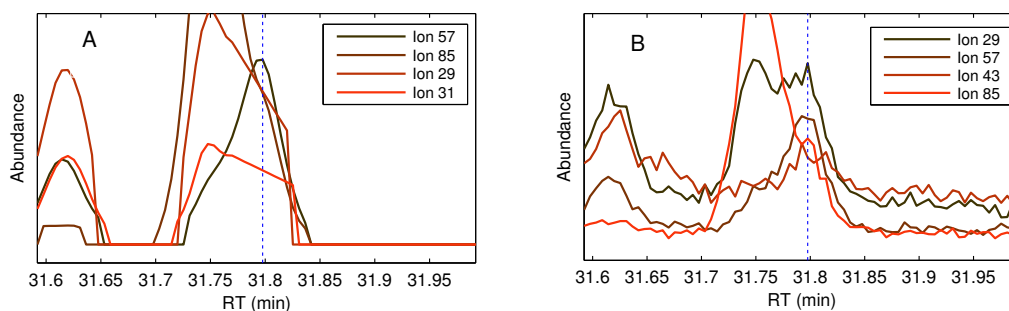 A
Ion 57
Ion 85
Ion 29
Ion 31
Abundance
31.6 31.65 31.7 31.75 31.8 31.85 31.9 31.95
RT (min)
B
Ion 29
Ion 57
Ion 43
Ion 85
Abundance
31.6 31.65 31.7 31.75 31.8 31.85 31.9 31.95
RT (min)